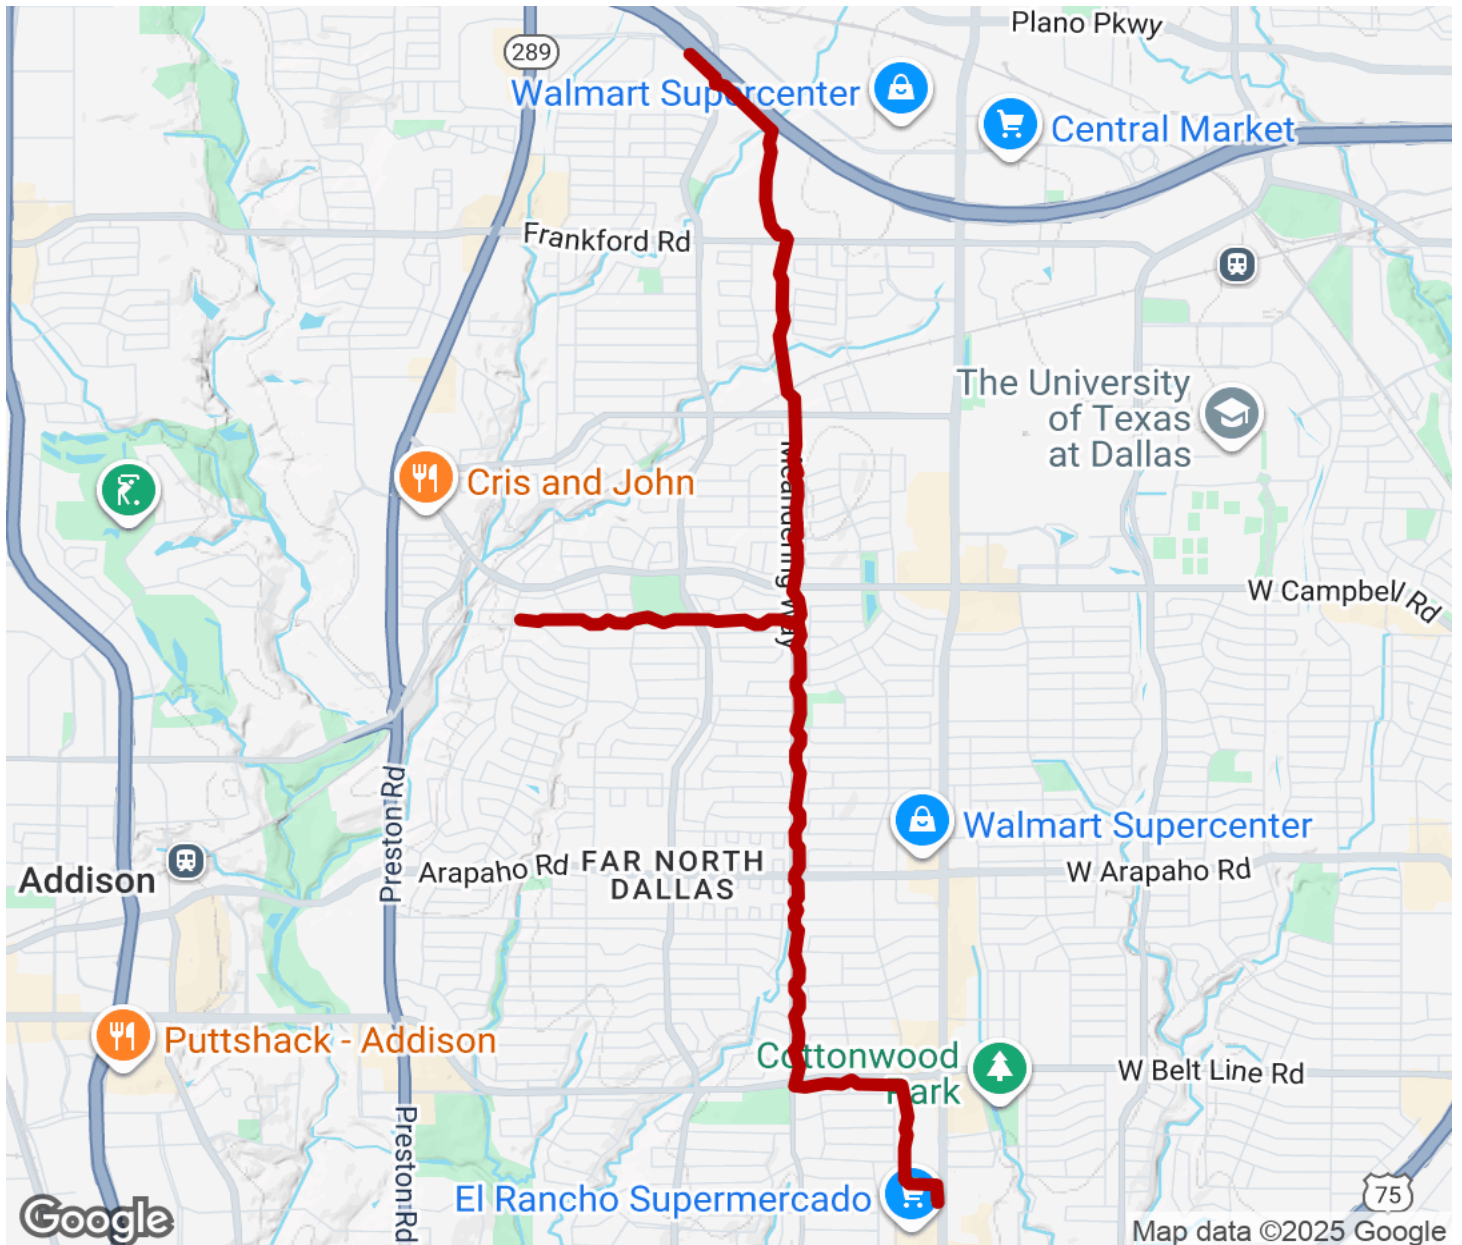 Plano Pkwy
289
Walmart Supercenter
Central Market
Frankford Rd
The University
of Texas
at Dallas
Cris and John
Meandering Way
W Campbell Rd
Preston Rd
Walmart Supercenter
Addison
Arapaho Rd
FAR NORTH
DALLAS
W Arapaho Rd
Puttshack - Addison
Cottonwood
Park
W Belt Line Rd
Preston Rd
El Rancho Supermercado
75
Google
Map data ©2025 Google